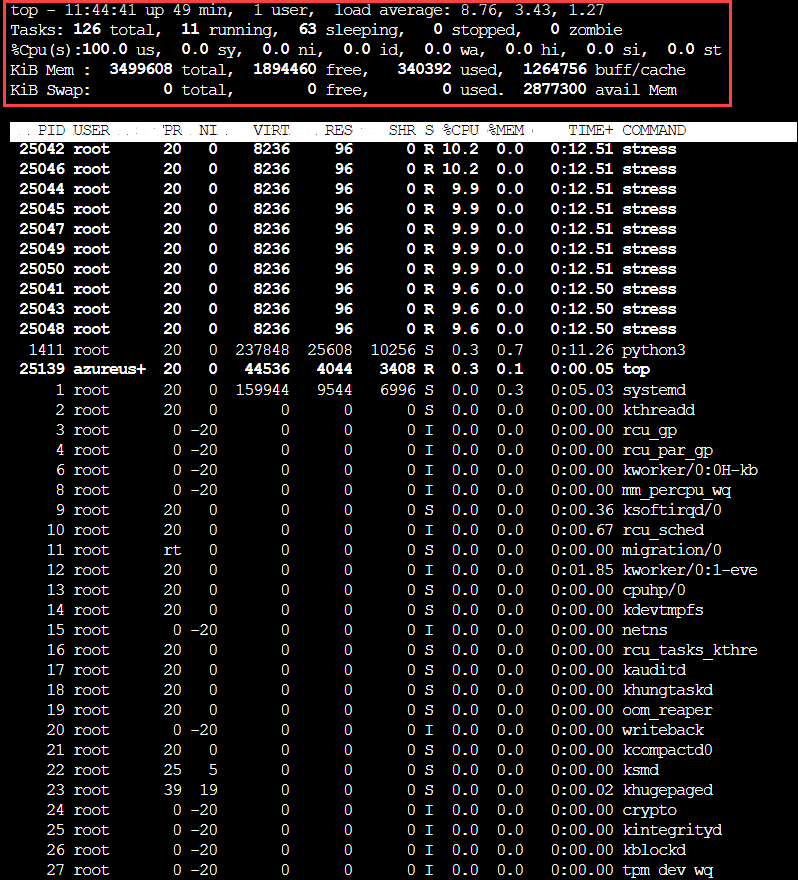 top - 11:44:41 up 49 min, 1 user, load average: 8.76, 3.43, 1.27
Tasks: 126 total, 11 running, 63 sleeping, 0 stopped, 0 zombie
%Cpu(s):100.0 us, 0.0 sy, 0.0 ni, 0.0 id, 0.0 wa, 0.0 hi, 0.0 si, 0.0 st
KiB Mem : 3499608 total, 1894460 free, 340392 used, 1264756 buff/cache
KiB Swap: 0 total, 0 free, 0 used. 2877300 avail Mem
PID USER PR NI VIRT RES SHR S %CPU %MEM TIME+ COMMAND
25042 root 20 0 8236 96 0 R 10.2 0.0 0:12.51 stress
25046 root 20 0 8236 96 0 R 10.2 0.0 0:12.51 stress
25044 root 20 0 8236 96 0 R 9.9 0.0 0:12.51 stress
25045 root 20 0 8236 96 0 R 9.9 0.0 0:12.51 stress
25047 root 20 0 8236 96 0 R 9.9 0.0 0:12.51 stress
25049 root 20 0 8236 96 0 R 9.9 0.0 0:12.51 stress
25050 root 20 0 8236 96 0 R 9.9 0.0 0:12.51 stress
25041 root 20 0 8236 96 0 R 9.6 0.0 0:12.50 stress
25043 root 20 0 8236 96 0 R 9.6 0.0 0:12.50 stress
25048 root 20 0 8236 96 0 R 9.6 0.0 0:12.50 stress
1411 root 20 0 237848 25608 10256 S 0.3 0.7 0:11.26 python3
25139 azureus+ 20 0 44536 4044 3408 R 0.3 0.1 0:00.05 top
1 root 20 0 159944 9544 6996 S 0.0 0.3 0:05.03 systemd
2 root 20 0 0 0 0 S 0.0 0.0 0:00.00 kthreadd
3 root 0 -20 0 0 0 I 0.0 0.0 0:00.00 rcu_gp
4 root 0 -20 0 0 0 I 0.0 0.0 0:00.00 rcu_par_gp
6 root 0 -20 0 0 0 I 0.0 0.0 0:00.00 kworker/0:0H-kb
8 root 0 -20 0 0 0 I 0.0 0.0 0:00.00 mm_percpu_wq
9 root 20 0 0 0 0 S 0.0 0.0 0:00.36 ksoftirqd/0
10 root 20 0 0 0 0 I 0.0 0.0 0:00.67 rcu_sched
11 root rt 0 0 0 0 S 0.0 0.0 0:00.00 migration/0
12 root 20 0 0 0 0 I 0.0 0.0 0:01.85 kworker/0:1-eve
13 root 20 0 0 0 0 S 0.0 0.0 0:00.00 cpuhp/0
14 root 20 0 0 0 0 S 0.0 0.0 0:00.00 kdevtmpfs
15 root 0 -20 0 0 0 I 0.0 0.0 0:00.00 netns
16 root 20 0 0 0 0 S 0.0 0.0 0:00.00 rcu_tasks_kthre
17 root 20 0 0 0 0 S 0.0 0.0 0:00.00 kauditd
18 root 20 0 0 0 0 S 0.0 0.0 0:00.00 khungtaskd
19 root 20 0 0 0 0 S 0.0 0.0 0:00.00 oom_reaper
20 root 0 -20 0 0 0 I 0.0 0.0 0:00.00 writeback
21 root 20 0 0 0 0 S 0.0 0.0 0:00.00 kcompactd0
22 root 25 5 0 0 0 S 0.0 0.0 0:00.00 ksmd
23 root 39 19 0 0 0 S 0.0 0.0 0:00.02 khugepaged
24 root 0 -20 0 0 0 I 0.0 0.0 0:00.00 crypto
25 root 0 -20 0 0 0 I 0.0 0.0 0:00.00 kintegrityd
26 root 0 -20 0 0 0 I 0.0 0.0 0:00.00 kblockd
27 root 0 -20 0 0 0 I 0.0 0.0 0:00.00 tpm_dev_wq